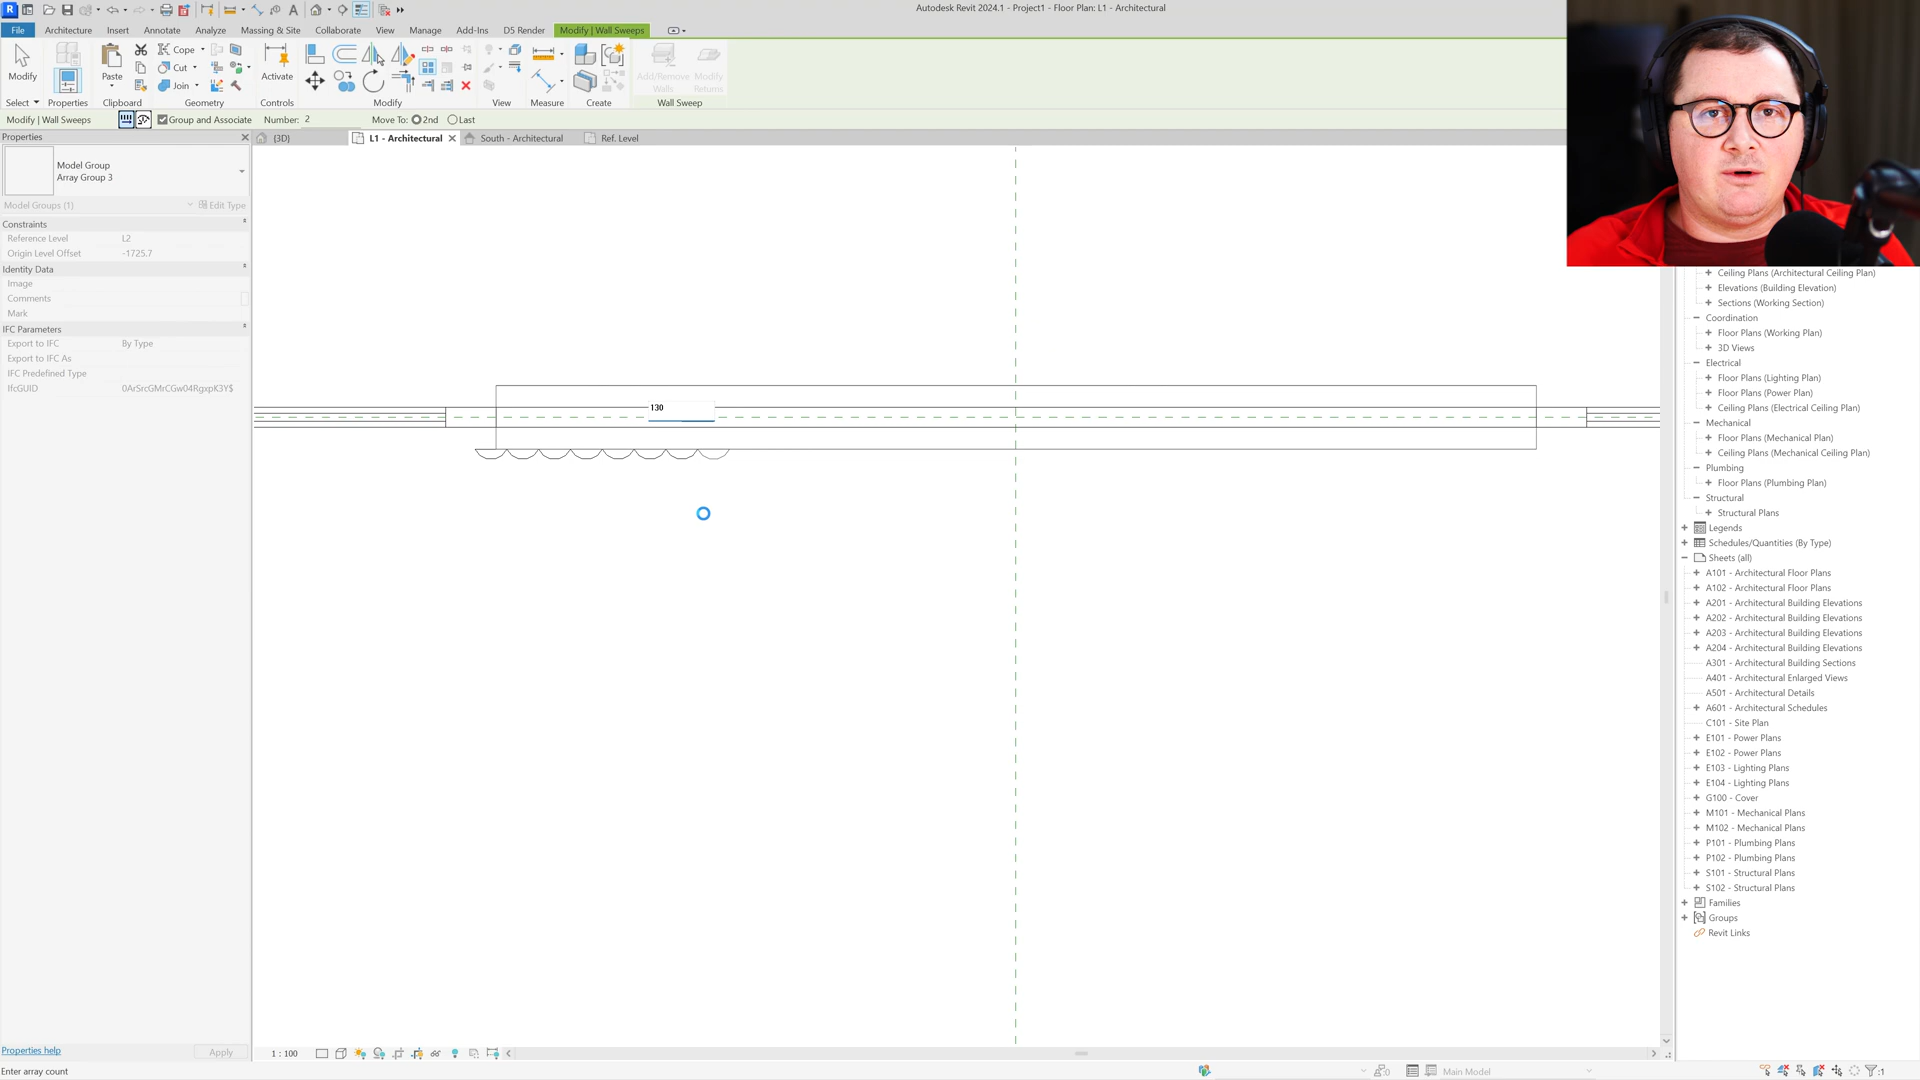 Autodesk Revit 2024.1 - Project1 - Floor Plan: L1 - Architectural
File Architecture Insert Annotate Analyze Massing & Site Collaborate View Manage Add-Ins D5 Render Modify | Wall Sweeps
Modify
Paste
Cope
Cut
Join
Activate
Add/Remove Walls
Modify Returns
Select Properties Clipboard Geometry Controls Modify View Measure Create Wall Sweep
Modify | Wall Sweeps Group and Associate Number: 2 Move To: 2nd Last
Properties
{3D} L1 - Architectural South - Architectural Ref. Level
Model Group
Array Group 3
Model Groups (1) Edit Type
Constraints
Reference Level L2
Origin Level Offset -1725.7
Identity Data
Image
Comments
Mark
IFC Parameters
Export to IFC By Type
Export to IFC As
IFC Predefined Type
IfcGUID 0ArSrcGMrCGw04RgxpK3Y$
130
Ceiling Plans (Architectural Ceiling Plan)
Elevations (Building Elevation)
Sections (Working Section)
Coordination
Floor Plans (Working Plan)
3D Views
Electrical
Floor Plans (Lighting Plan)
Floor Plans (Power Plan)
Ceiling Plans (Electrical Ceiling Plan)
Mechanical
Floor Plans (Mechanical Plan)
Ceiling Plans (Mechanical Ceiling Plan)
Plumbing
Floor Plans (Plumbing Plan)
Structural
Structural Plans
Legends
Schedules/Quantities (By Type)
Sheets (all)
A101 - Architectural Floor Plans
A102 - Architectural Floor Plans
A201 - Architectural Building Elevations
A202 - Architectural Building Elevations
A203 - Architectural Building Elevations
A204 - Architectural Building Elevations
A301 - Architectural Building Sections
A401 - Architectural Enlarged Views
A501 - Architectural Details
A601 - Architectural Schedules
C101 - Site Plan
E101 - Power Plans
E102 - Power Plans
E103 - Lighting Plans
E104 - Lighting Plans
G100 - Cover
M101 - Mechanical Plans
M102 - Mechanical Plans
P101 - Plumbing Plans
P102 - Plumbing Plans
S101 - Structural Plans
S102 - Structural Plans
Families
Groups
Revit Links
Properties help Apply
1 : 100
Enter array count
:0 Main Model :1